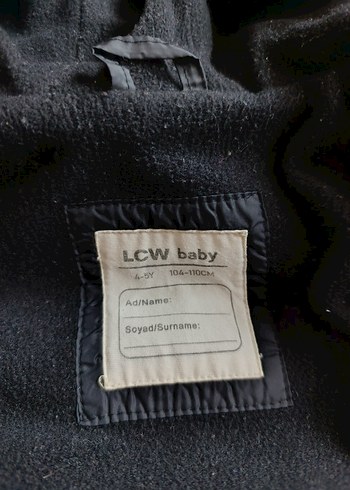 LCW baby
4-5Y 104-110CM
Ad/Name:
Soyad/Surname: